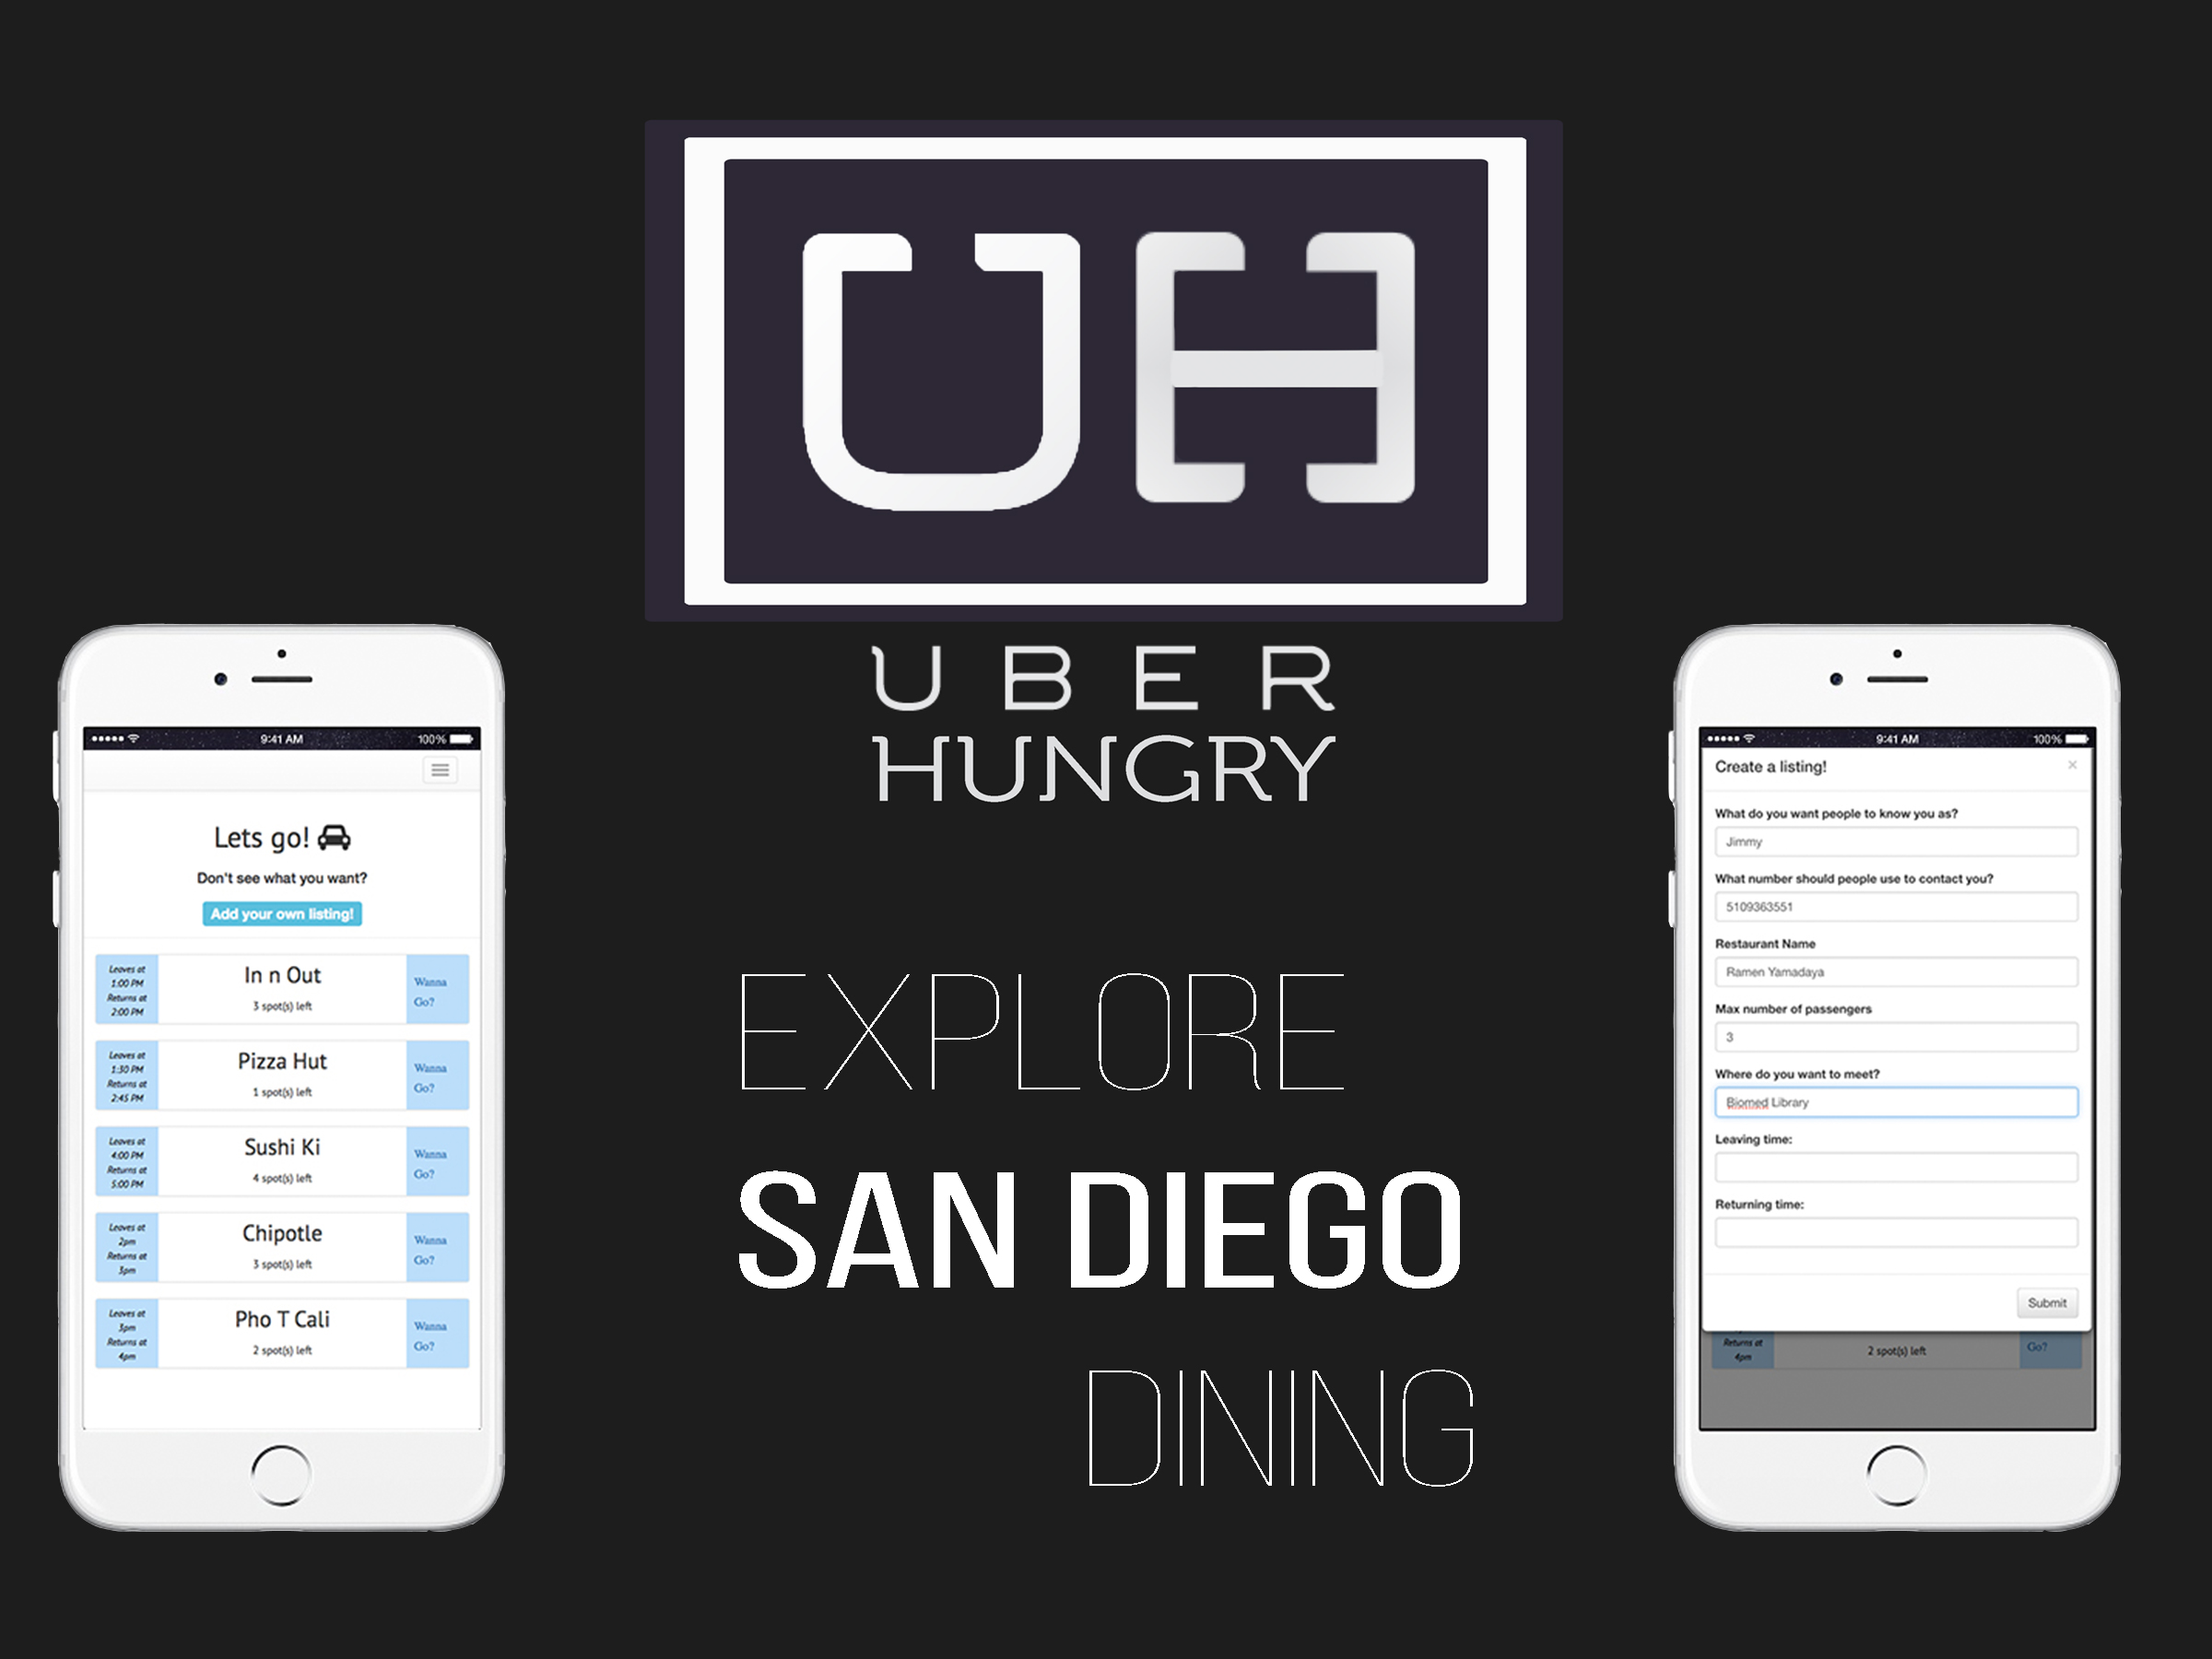 UH
UBER
HUNGRY
EXPLORE
SAN DIEGO
DINING
9:41 AM
100%
Lets go!
Don't see what you want?
Add your own listing!
Leaves at
1:00 PM
Returns at
2:00 PM
In n Out
3 spot(s) left
Wanna
Go?
Leaves at
1:30 PM
Returns at
2:45 PM
Pizza Hut
1 spot(s) left
Wanna
Go?
Leaves at
4:00 PM
Returns at
5:00 PM
Sushi Ki
4 spot(s) left
Wanna
Go?
Leaves at
2pm
Returns at
3pm
Chipotle
3 spot(s) left
Wanna
Go?
Leaves at
3pm
Returns at
4pm
Pho T Cali
2 spot(s) left
Wanna
Go?
9:41 AM
100%
Create a listing!
×
What do you want people to know you as?
Jimmy
What number should people use to contact you?
5109363551
Restaurant Name
Ramen Yamadaya
Max number of passengers
3
Where do you want to meet?
Biomed Library
Leaving time:
Returning time:
Submit
Returns at
4pm
2 spot(s) left
Go?